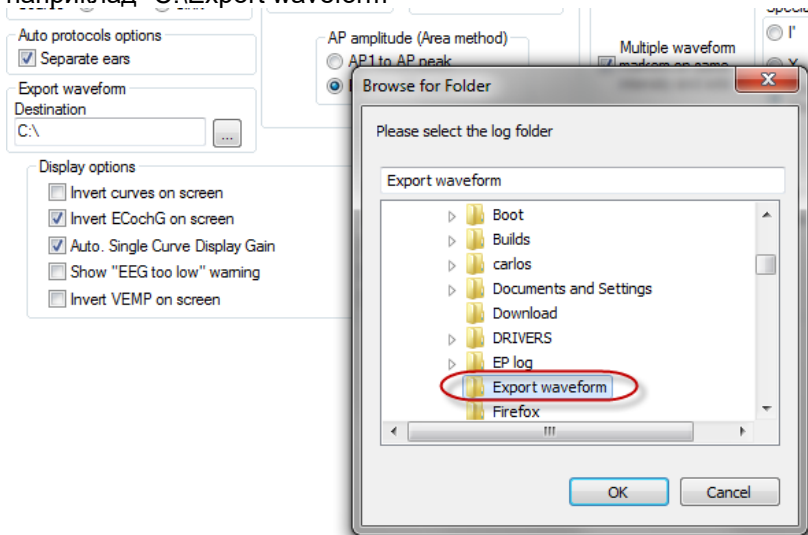 наприклад "C:\Export waveform"
Auto protocols options
Separate ears
Export waveform
Destination
C:\
...
AP amplitude (Area method)
AP1 to AP peak
Multiple waveform
Display options
Invert curves on screen
Invert ECochG on screen
Auto. Single Curve Display Gain
Show "EEG too low" warning
Invert VEMP on screen
Browse for Folder
Please select the log folder
Export waveform
Boot
Builds
carlos
Documents and Settings
Download
DRIVERS
EP log
Export waveform
Firefox
OK
Cancel